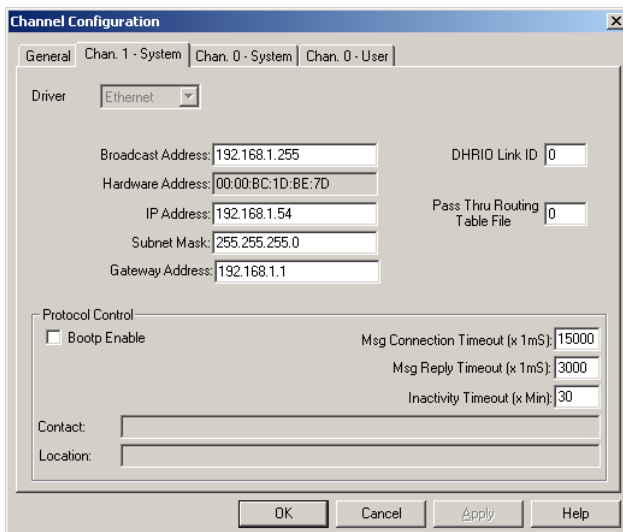 Channel Configuration
General Chan. 1 - System Chan. 0 - System Chan. 0 - User
Driver Ethernet
Broadcast Address: 192.168.1.255 DHRIO Link ID 0
Hardware Address: 00:00:BC:1D:BE:7D
IP Address: 192.168.1.54 Pass Thru Routing
Table File 0
Subnet Mask: 255.255.255.0
Gateway Address: 192.168.1.1
Protocol Control
Bootp Enable Msg Connection Timeout (x 1mS): 15000
Msg Reply Timeout (x 1mS): 3000
Inactivity Timeout (x Min): 30
Contact:
Location:
OK Cancel Apply Help